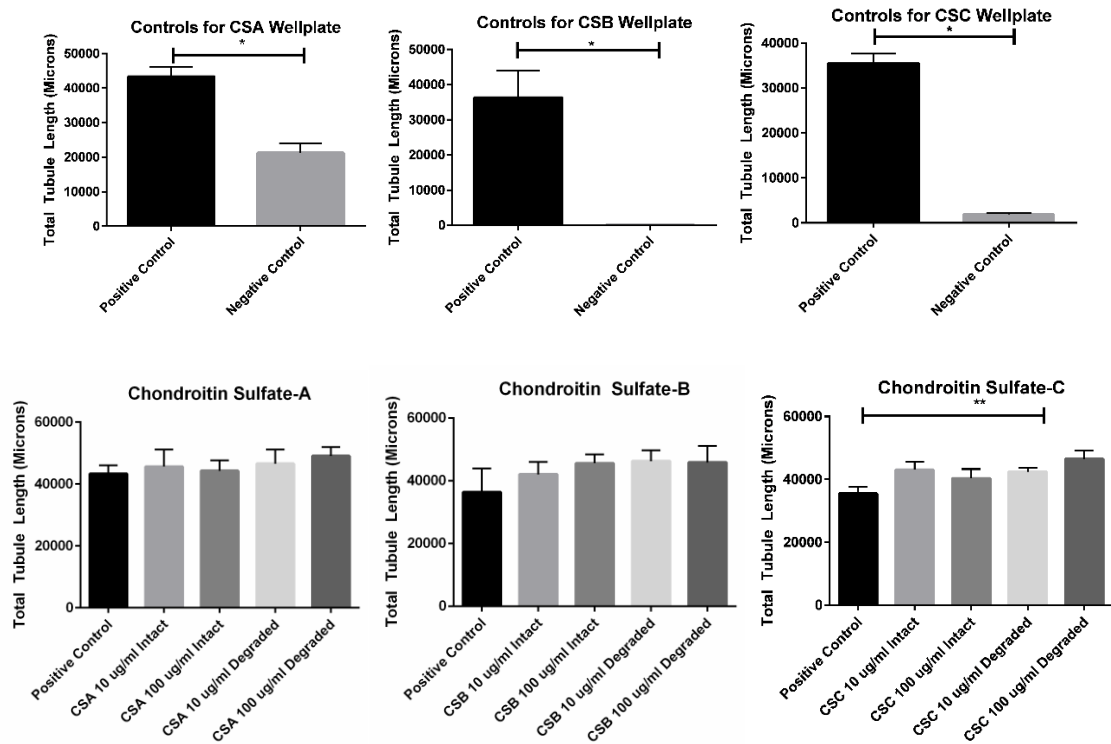 Controls for CSA Wellplate
*
Total Tubule Length (Microns)
50000
40000
30000
20000
10000
0
Positive Control
Negative Control
Controls for CSB Wellplate
*
Total Tubule Length (Microns)
50000
40000
30000
20000
10000
0
Positive Control
Negative Control
Controls for CSC Wellplate
*
Total Tubule Length (Microns)
40000
30000
20000
10000
0
Positive Control
Negative Control
Chondroitin Sulfate-A
Total Tubule Length (Microns)
60000
40000
20000
0
Positive Control
CSA 10 ug/ml Intact
CSA 100 ug/ml Intact
CSA 10 ug/ml Degraded
CSA 100 ug/ml Degraded
Chondroitin Sulfate-B
Total Tubule Length (Microns)
60000
40000
20000
0
Positive Control
CSB 10 ug/ml Intact
CSB 100 ug/ml Intact
CSB 10 ug/ml Degraded
CSB 100 ug/ml Degraded
Chondroitin Sulfate-C
**
Total Tubule Length (Microns)
60000
40000
20000
0
Positive Control
CSC 10 ug/ml Intact
CSC 100 ug/ml Intact
CSC 10 ug/ml Degraded
CSC 100 ug/ml Degraded